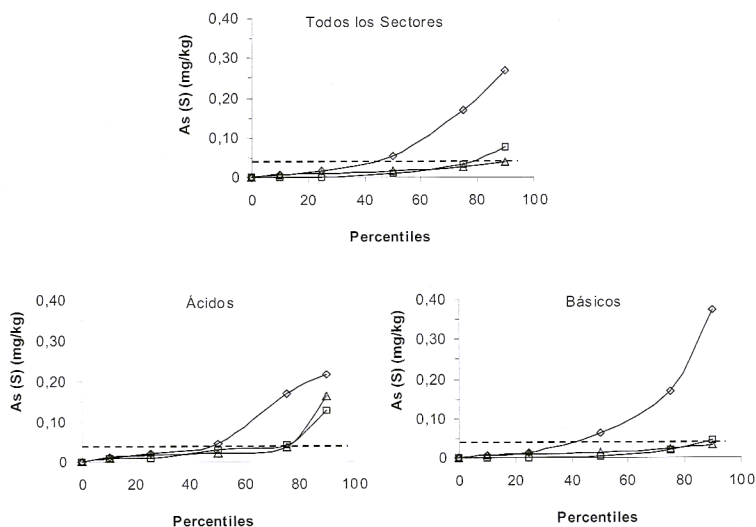 Todos los Sectores
As (S) (mg/kg)
0,40
0,30
0,20
0,10
0
0 20 40 60 80 100
Percentiles
Ácidos
As (S) (mg/kg)
0,40
0,30
0,20
0,10
0
0 20 40 60 80 100
Percentiles
Básicos
As (S) (mg/kg)
0,40
0,30
0,20
0,10
0
0 20 40 60 80 100
Percentiles